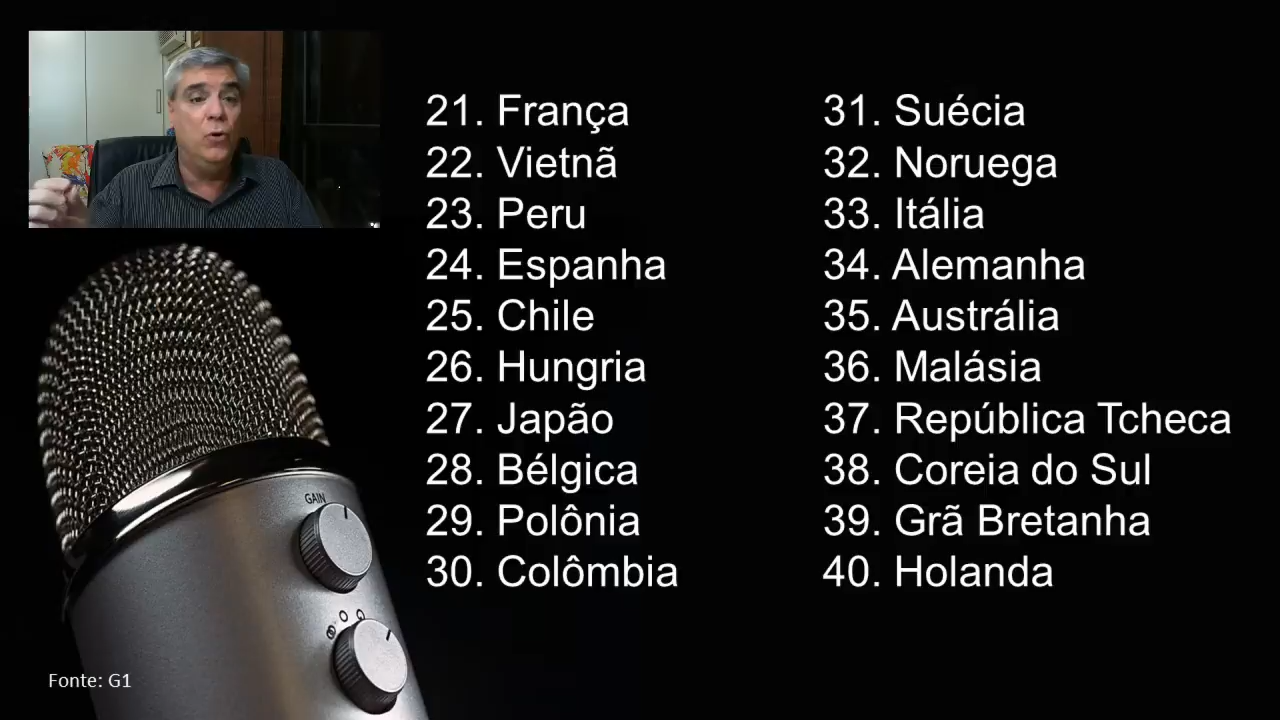 21. França
22. Vietnã
23. Peru
24. Espanha
25. Chile
26. Hungria
27. Japão
28. Bélgica
29. Polônia
30. Colômbia
31. Suécia
32. Noruega
33. Itália
34. Alemanha
35. Austrália
36. Malásia
37. República Tcheca
38. Coreia do Sul
39. Grã Bretanha
40. Holanda
GAIN
Fonte: G1